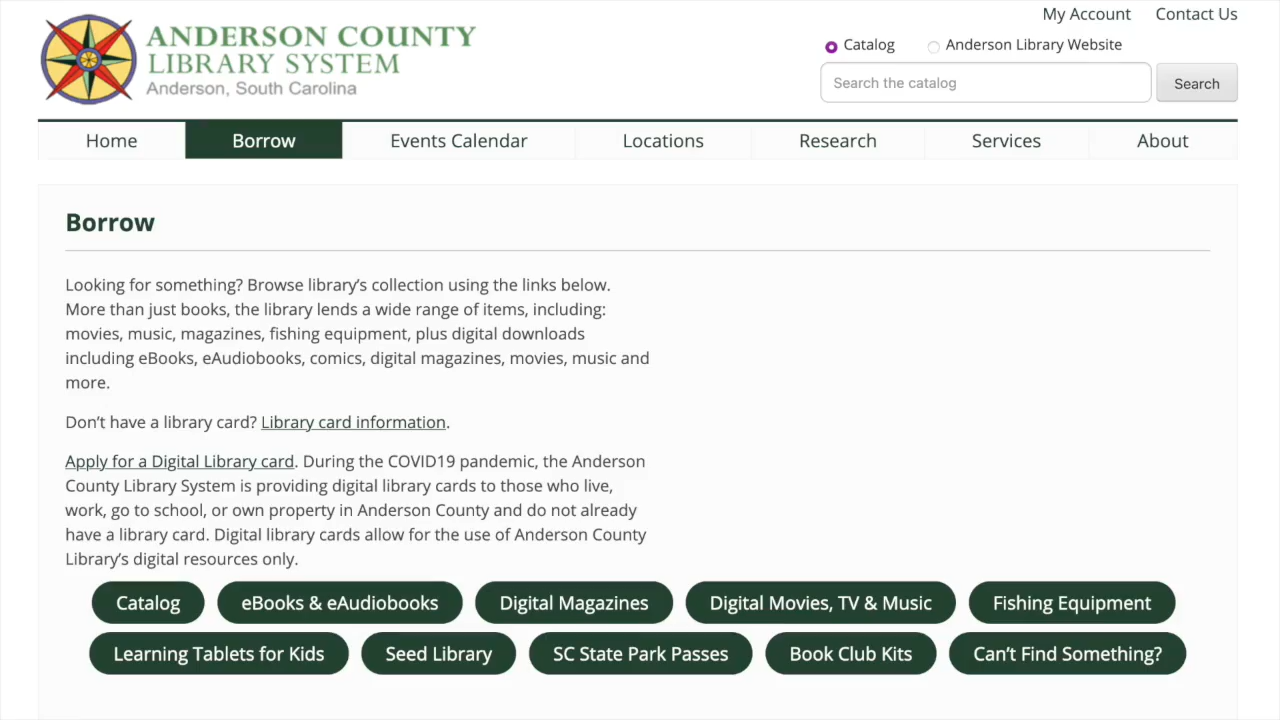 My Account Contact Us
ANDERSON COUNTY
LIBRARY SYSTEM
Anderson, South Carolina
Catalog Anderson Library Website
Search the catalog Search
Home Borrow Events Calendar Locations Research Services About
Borrow
Looking for something? Browse library’s collection using the links below.
More than just books, the library lends a wide range of items, including:
movies, music, magazines, fishing equipment, plus digital downloads
including eBooks, eAudiobooks, comics, digital magazines, movies, music and
more.
Don’t have a library card? Library card information.
Apply for a Digital Library card. During the COVID19 pandemic, the Anderson
County Library System is providing digital library cards to those who live,
work, go to school, or own property in Anderson County and do not already
have a library card. Digital library cards allow for the use of Anderson County
Library’s digital resources only.
Catalog eBooks & eAudiobooks Digital Magazines Digital Movies, TV & Music Fishing Equipment
Learning Tablets for Kids Seed Library SC State Park Passes Book Club Kits Can’t Find Something?